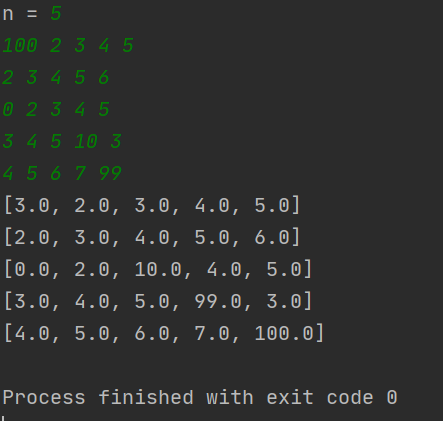 n = 5
100 2 3 4 5
2 3 4 5 6
0 2 3 4 5
3 4 5 10 3
4 5 6 7 99
[3.0, 2.0, 3.0, 4.0, 5.0]
[2.0, 3.0, 4.0, 5.0, 6.0]
[0.0, 2.0, 10.0, 4.0, 5.0]
[3.0, 4.0, 5.0, 99.0, 3.0]
[4.0, 5.0, 6.0, 7.0, 100.0]
Process finished with exit code 0